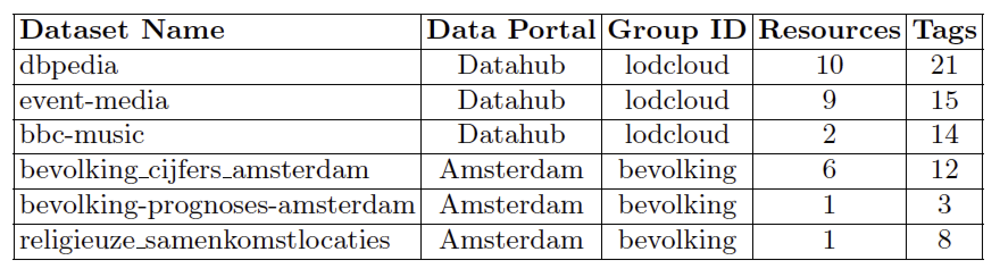 Dataset Name Data Portal Group ID Resources Tags
dbpedia Datahub lodcloud 10 21
event-media Datahub lodcloud 9 15
bbc-music Datahub lodcloud 2 14
bevolking_cijfers_amsterdam Amsterdam bevolking 6 12
bevolking-prognoses-amsterdam Amsterdam bevolking 1 3
religieuze_samenkomstlocaties Amsterdam bevolking 1 8